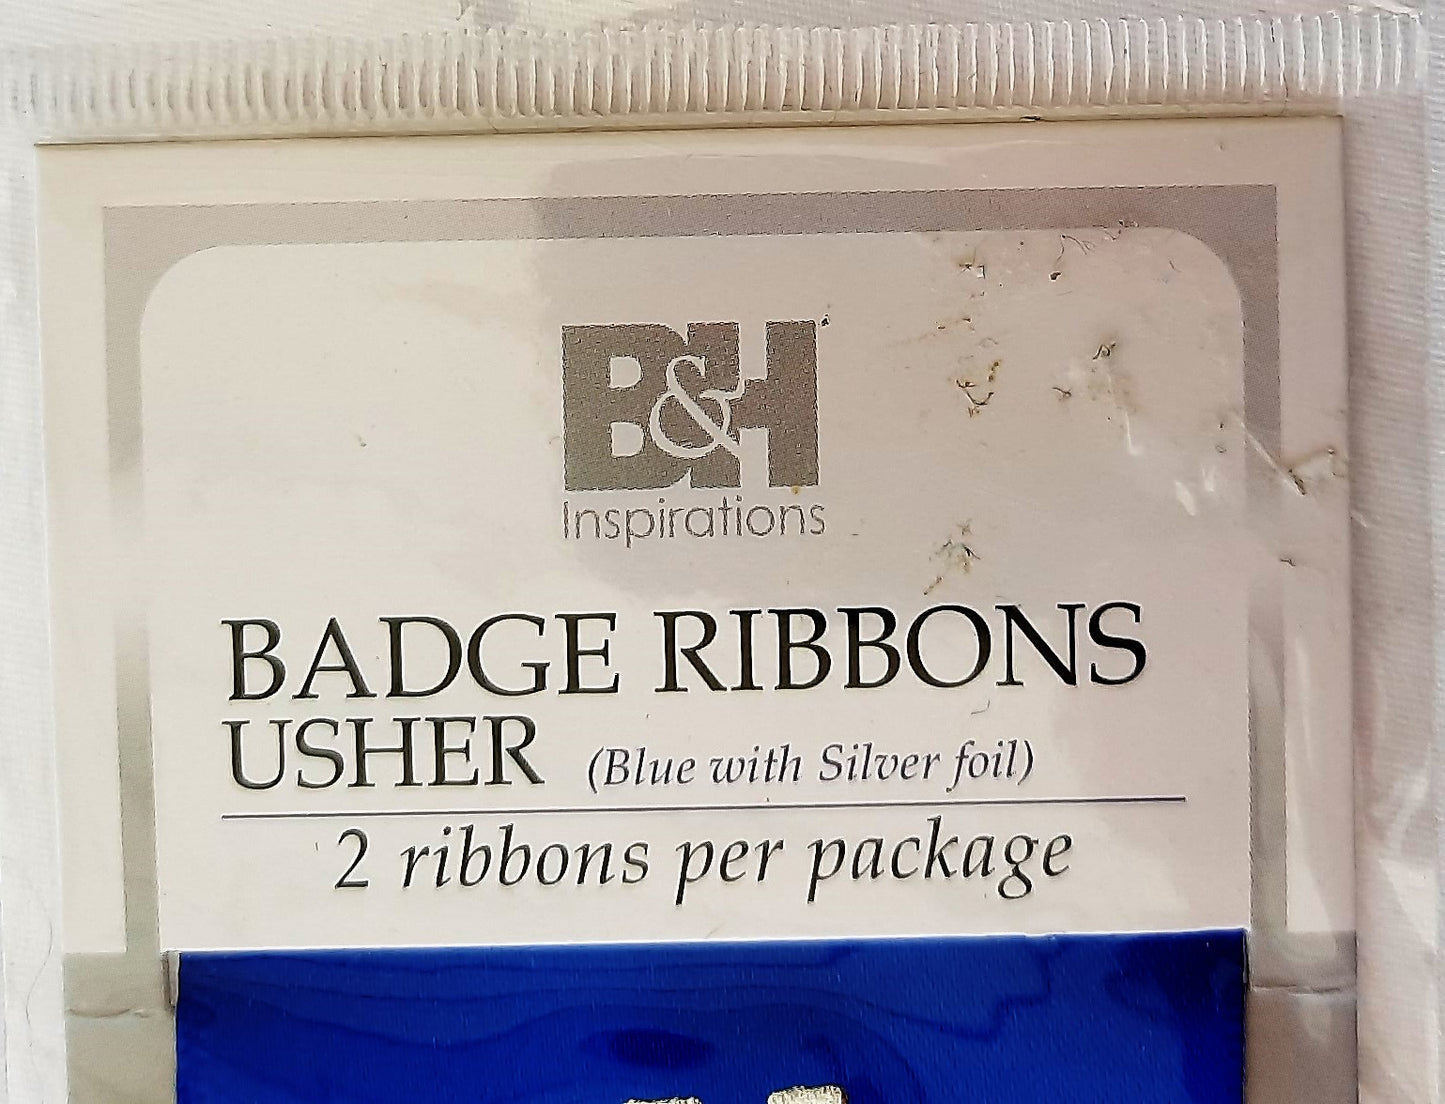 B&H
Inspirations
BADGE RIBBONS
USHER (Blue with Silver foil)
2 ribbons per package